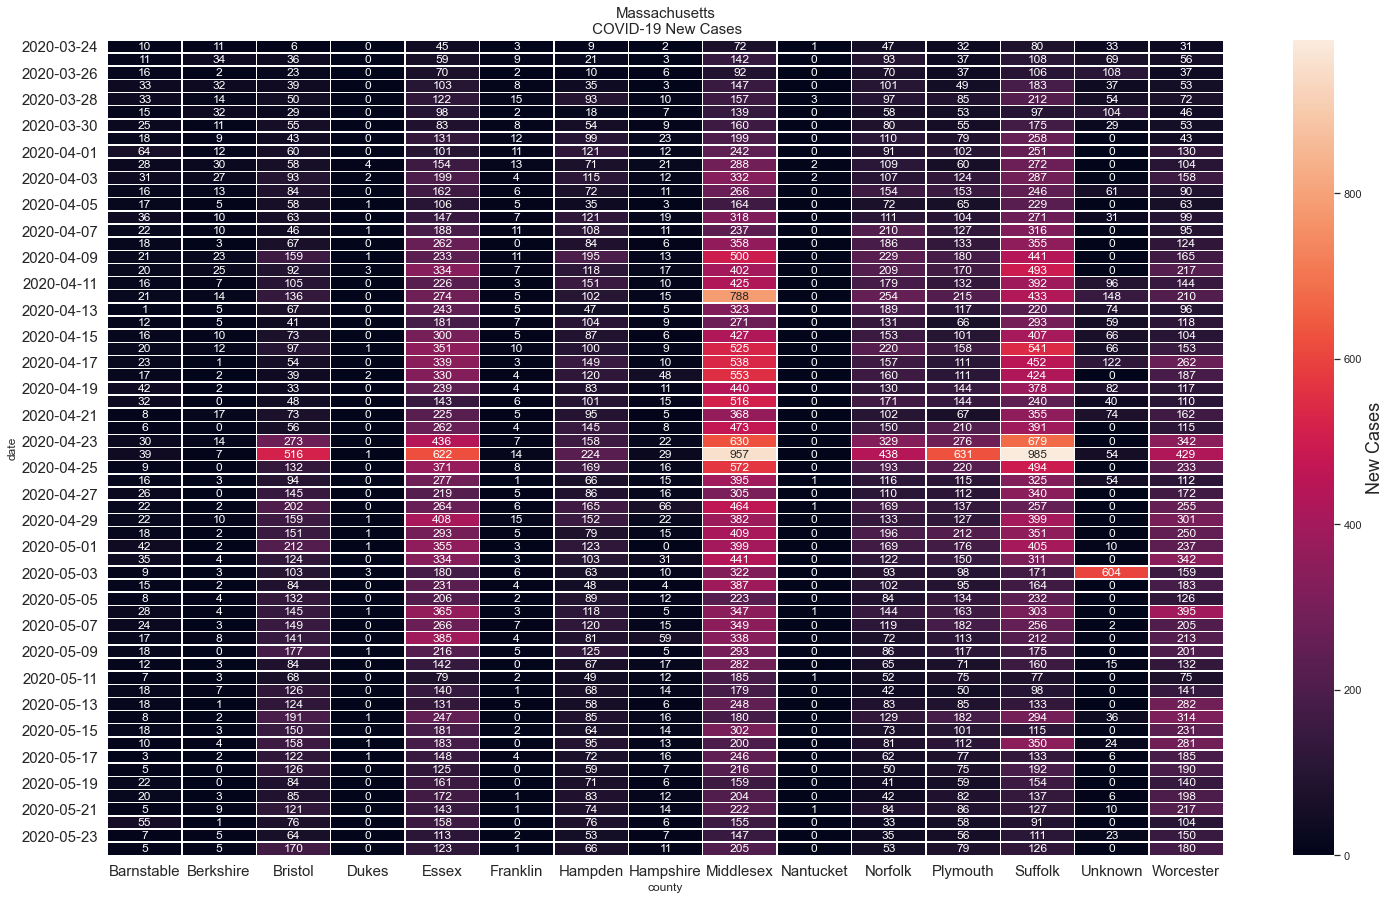 Massachusetts
COVID-19 New Cases
2020-03-24 10 11 6 0 45 3 9 2 72 1 47 32 80 33 31
11 34 36 0 59 9 21 3 142 0 93 37 108 69 56
2020-03-26 16 2 23 0 70 2 10 6 92 0 70 37 106 108 37
33 32 39 0 103 8 35 3 147 0 101 49 183 37 53
2020-03-28 33 14 50 0 122 15 93 10 157 3 97 85 212 54 72
15 32 29 0 98 2 18 7 139 0 58 53 97 104 46
2020-03-30 25 11 55 0 83 8 54 9 160 0 80 55 175 29 53
18 9 43 0 131 12 99 23 199 0 110 79 258 0 43
2020-04-01 64 12 60 0 101 11 121 12 242 0 91 102 251 0 130
28 30 58 4 154 13 71 21 288 2 109 60 272 0 104
2020-04-03 31 27 93 2 199 4 115 12 332 2 107 124 287 0 158
16 13 84 0 162 6 72 11 266 0 154 153 246 61 90
2020-04-05 17 5 58 1 106 5 35 3 164 0 72 65 229 0 63
36 10 63 0 147 7 121 19 318 0 111 104 271 31 99
2020-04-07 22 10 46 1 188 11 108 11 237 0 210 127 316 0 95
18 3 67 0 262 0 84 6 358 0 186 133 355 0 124
2020-04-09 21 23 159 1 233 11 195 13 500 0 229 180 441 0 165
20 25 92 3 334 7 118 17 402 0 209 170 493 0 217
2020-04-11 16 7 105 0 226 3 151 10 425 0 179 132 392 96 144
21 14 136 0 274 5 102 15 788 0 254 215 433 148 210
2020-04-13 1 5 67 0 243 5 47 5 323 0 189 117 220 74 96
12 5 41 0 181 7 104 9 271 0 131 66 293 59 118
2020-04-15 16 10 73 0 300 5 87 6 427 0 153 101 407 66 104
20 12 97 1 351 10 100 9 525 0 220 158 541 66 153
2020-04-17 23 1 54 0 339 3 149 10 538 0 157 111 452 122 262
17 2 39 2 330 4 120 48 553 0 160 111 424 0 187
2020-04-19 42 2 33 0 239 4 83 11 440 0 130 144 378 82 117
32 0 48 0 143 6 101 15 516 0 171 144 240 40 110
2020-04-21 8 17 73 0 225 5 95 5 368 0 102 67 355 74 162
6 0 56 0 262 4 145 8 473 0 150 210 391 0 115
2020-04-23 30 14 273 0 436 7 158 22 630 0 329 276 679 0 342
39 7 516 1 622 14 224 29 957 0 438 631 985 54 429
2020-04-25 9 0 132 0 371 8 169 16 572 0 193 220 494 0 233
16 3 94 0 277 1 66 15 395 1 116 115 325 54 112
2020-04-27 26 0 145 0 219 5 86 16 305 0 110 112 340 0 172
22 2 202 0 264 6 165 66 464 1 169 137 257 0 255
2020-04-29 22 10 159 1 408 15 152 22 382 0 133 127 399 0 301
18 2 151 1 293 5 79 15 409 0 196 212 351 0 250
2020-05-01 42 2 212 1 355 3 123 0 399 0 169 176 405 10 237
35 4 124 0 334 3 103 31 441 0 122 150 311 0 342
2020-05-03 9 3 103 3 180 6 63 10 322 0 93 98 171 604 159
15 2 84 0 231 4 48 4 387 0 102 95 164 0 183
2020-05-05 8 4 132 0 206 2 89 12 223 0 84 134 232 0 126
28 4 145 1 365 3 118 5 347 1 144 163 303 0 395
2020-05-07 24 3 149 0 266 7 120 15 349 0 119 182 256 2 205
17 8 141 0 385 4 81 59 338 0 72 113 212 0 213
2020-05-09 18 0 177 1 216 5 125 5 293 0 86 117 175 0 201
12 3 84 0 142 0 67 17 282 0 65 71 160 15 132
2020-05-11 7 3 68 0 79 2 49 12 185 1 52 75 77 0 75
18 7 126 0 140 1 68 14 179 0 42 50 98 0 141
2020-05-13 18 1 124 0 131 5 58 6 248 0 83 85 133 0 282
8 2 191 1 247 0 85 16 180 0 129 182 294 36 314
2020-05-15 18 3 150 0 181 2 64 14 302 0 73 101 115 0 231
10 4 158 1 183 0 95 13 200 0 81 112 350 24 281
2020-05-17 3 2 122 1 148 4 72 16 246 0 62 77 133 6 185
5 0 126 0 125 0 59 7 216 0 50 75 192 0 190
2020-05-19 22 0 84 0 161 0 71 6 159 0 41 59 154 0 140
20 3 85 0 172 1 83 12 204 0 42 82 137 6 198
2020-05-21 5 9 121 0 143 1 74 14 222 1 84 86 127 10 217
55 1 76 0 158 0 76 6 155 0 33 58 91 0 104
2020-05-23 7 5 64 0 113 2 53 7 147 0 35 56 111 23 150
5 5 170 0 123 1 66 11 205 0 53 79 126 0 180
Barnstable Berkshire Bristol Dukes Essex Franklin Hampden Hampshire Middlesex Nantucket Norfolk Plymouth Suffolk Unknown Worcester
county
date
800
600
400
200
0
New Cases